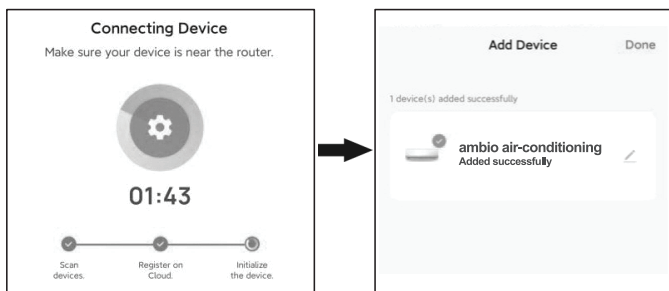 Connecting Device
Make sure your device is near the router.
01:43
Scan
devices.
Register on
Cloud.
Initialize
the device.
Add Device
Done
1 device(s) added successfully
ambio air-conditioning
Added successfully